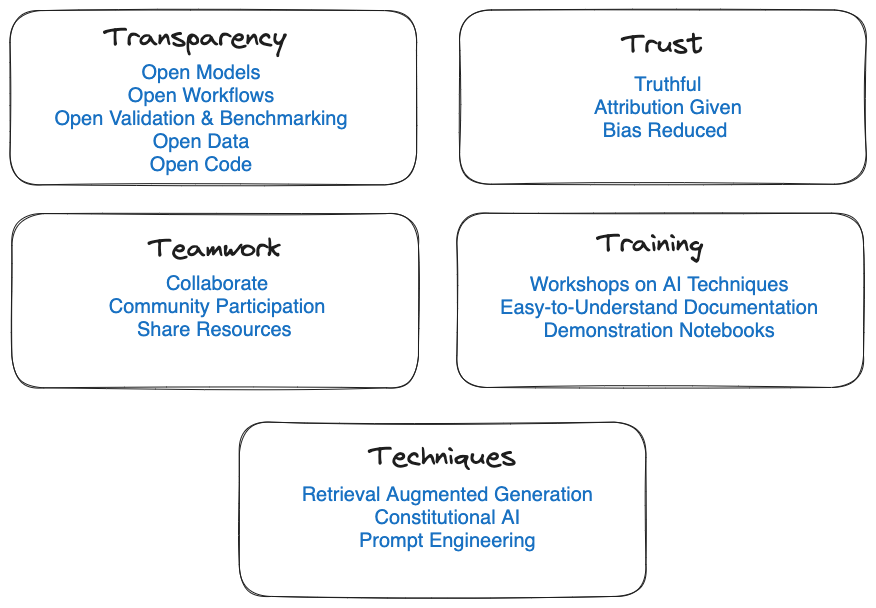 Transparency
Open Models
Open Workflows
Open Validation & Benchmarking
Open Data
Open Code
Trust
Truthful
Attribution Given
Bias Reduced
Teamwork
Collaborate
Community Participation
Share Resources
Training
Workshops on AI Techniques
Easy-to-Understand Documentation
Demonstration Notebooks
Techniques
Retrieval Augmented Generation
Constitutional AI
Prompt Engineering